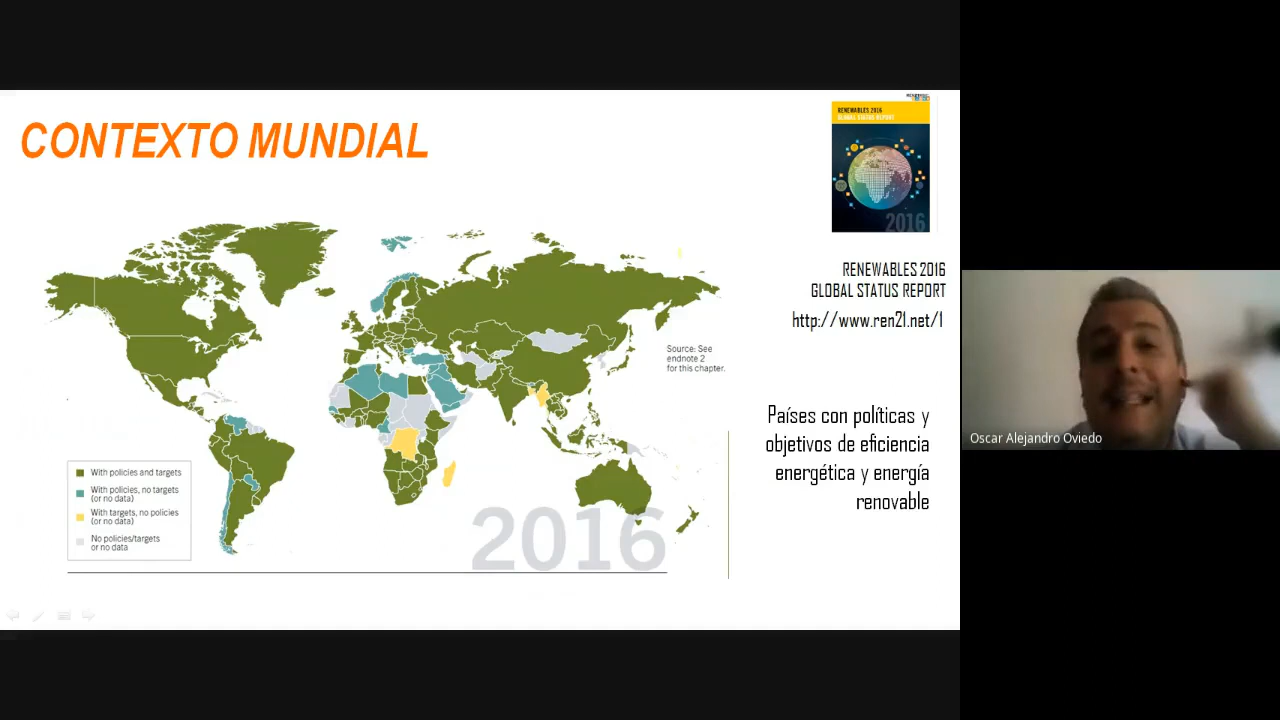 CONTEXTO MUNDIAL
RENEWABLES 2016
GLOBAL STATUS REPORT
2016
RENEWABLES 2016
GLOBAL STATUS REPORT
http://www.ren21.net/1
Source: See
endnote 2
for this chapter.
Países con políticas y
objetivos de eficiencia
energética y energía
renovable
With policies and targets
With policies, no targets
(or no data)
With targets, no policies
(or no data)
No policies/targets
or no data
2016
Oscar Alejandro Oviedo